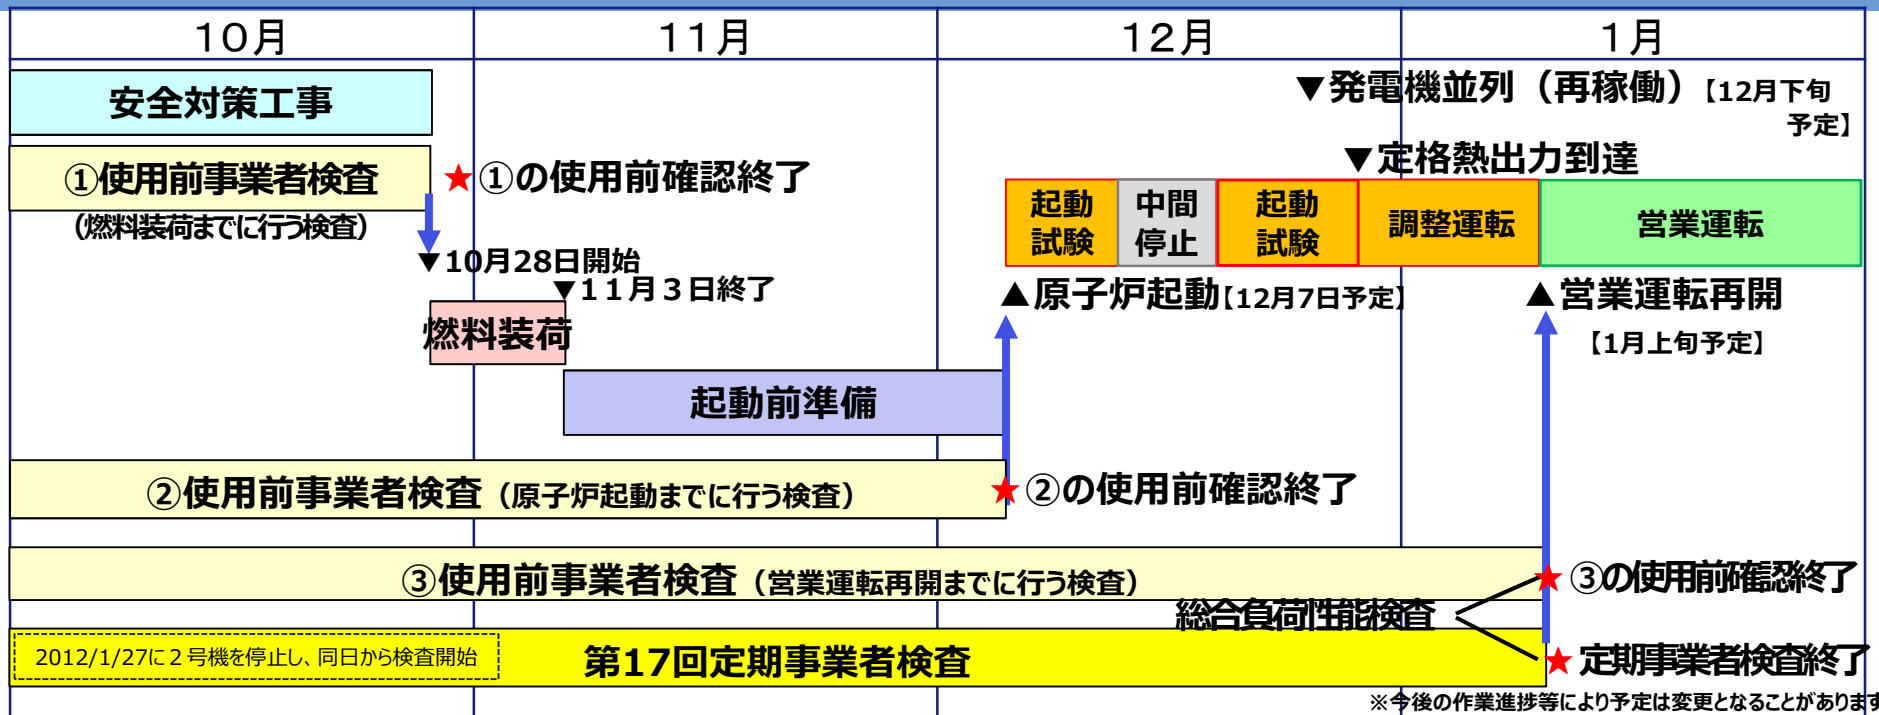 10月
11月
12月
1月
安全対策工事
▼発電機並列（再稼働）【12月下旬
予定】
▼定格熱出力到達
①使用前事業者検査
★①の使用前確認終了
（燃料装荷までに行う検査）
起動
試験
中間
停止
起動
試験
調整運転
営業運転
▼10月28日開始
▼11月３日終了
▲原子炉起動【12月7日予定】
▲営業運転再開
【1月上旬予定】
燃料装荷
起動前準備
②使用前事業者検査（原子炉起動までに行う検査）
★②の使用前確認終了
③使用前事業者検査（営業運転再開までに行う検査）
★③の使用前確認終了
総合負荷性能検査
2012/1/27に２号機を停止し、同日から検査開始
第17回定期事業者検査
★定期事業者検査終了
※今後の作業進捗等により予定は変更となることがあります